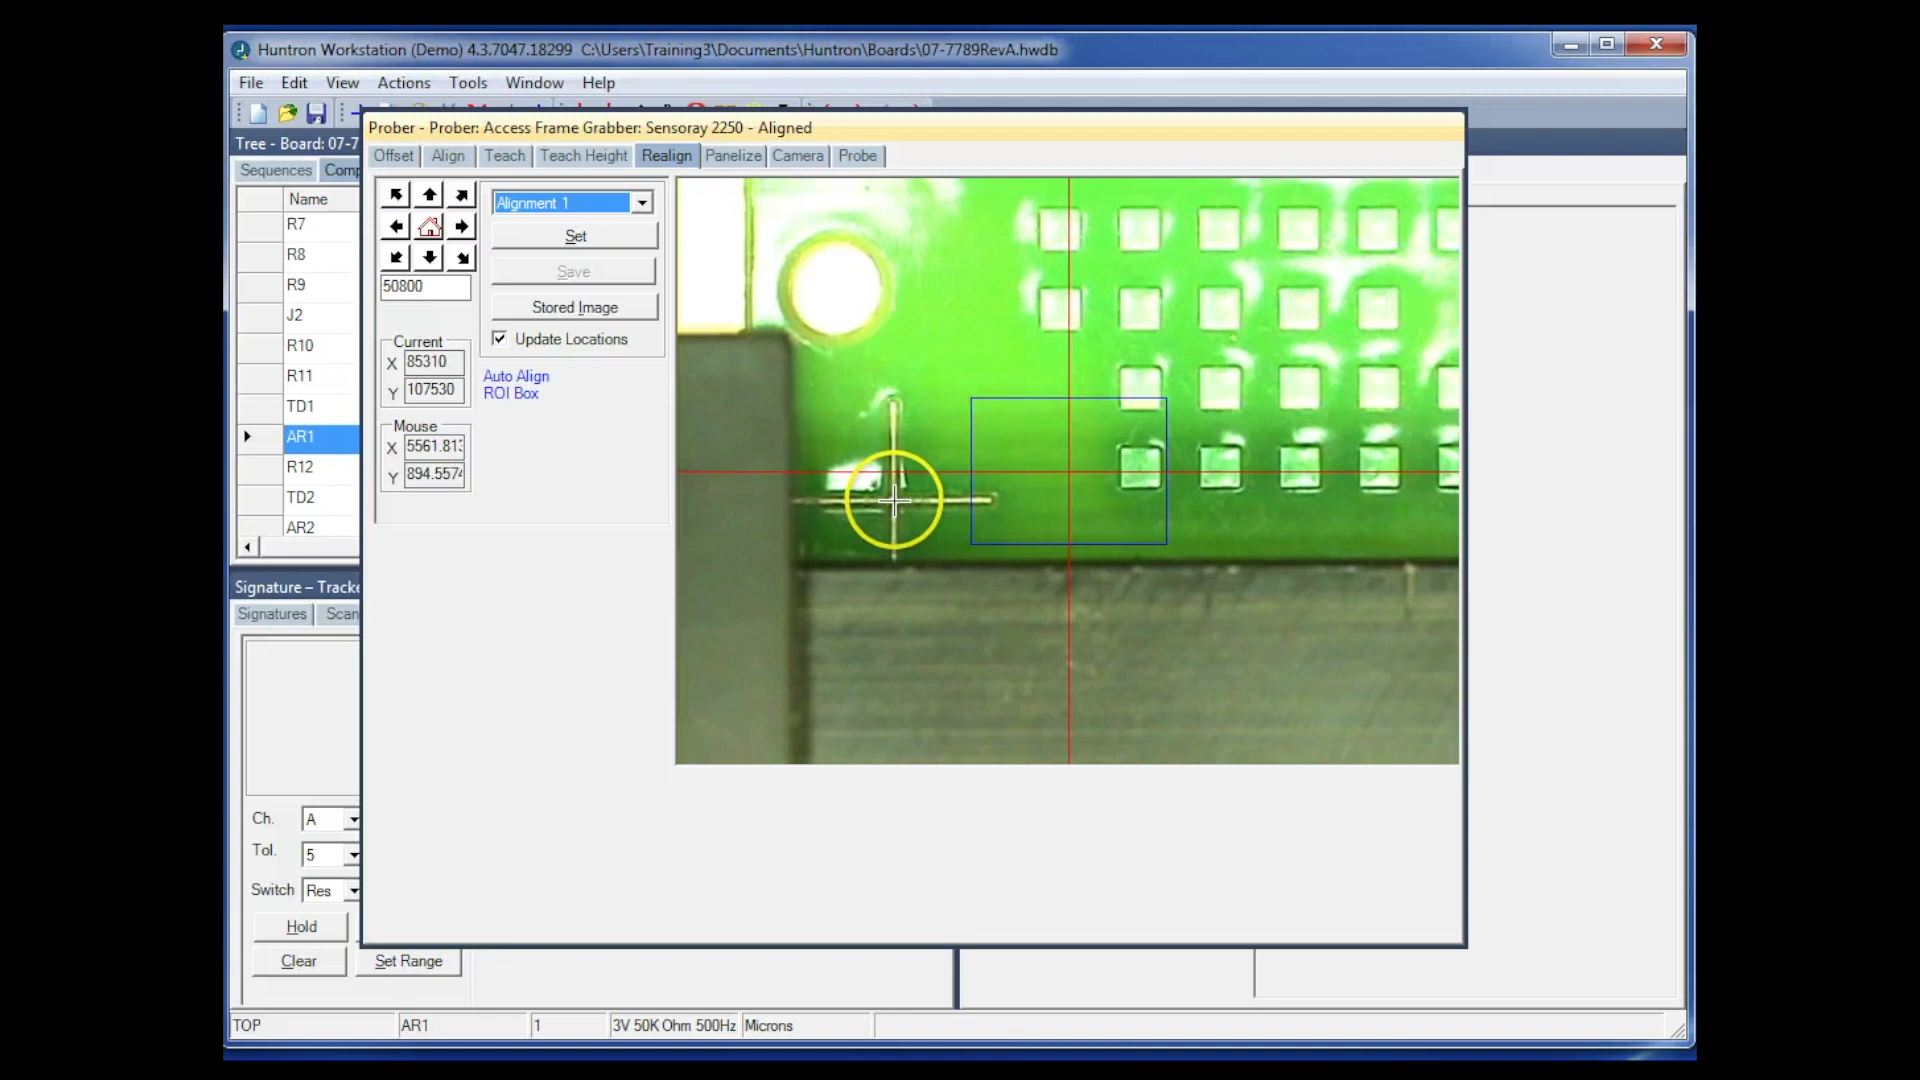 Huntron Workstation (Demo) 4.3.7047.18299 C:\Users\Training3\Documents\Huntron\Boards\07-7789RevA.hwdb
File Edit View Actions Tools Window Help
Prober - Prober: Access Frame Grabber: Sensoray 2250 - Aligned
Tree - Board: 07-7
Offset Align Teach Teach Height Realign Panelize Camera Probe
Sequences Comp
Name
R7
R8
R9
J2
R10
R11
TD1
AR1
R12
TD2
AR2
Alignment 1
Set
Save
50800
Stored Image
Update Locations
Current
X 85310
Y 107530
Auto Align
ROI Box
Mouse
X 5561.813
Y 894.5574
Signature – Tracke
Signatures Scan
Ch. A
Tol. 5
Switch Res
Hold
Clear Set Range
TOP AR1 1 3V 50K Ohm 500Hz Microns